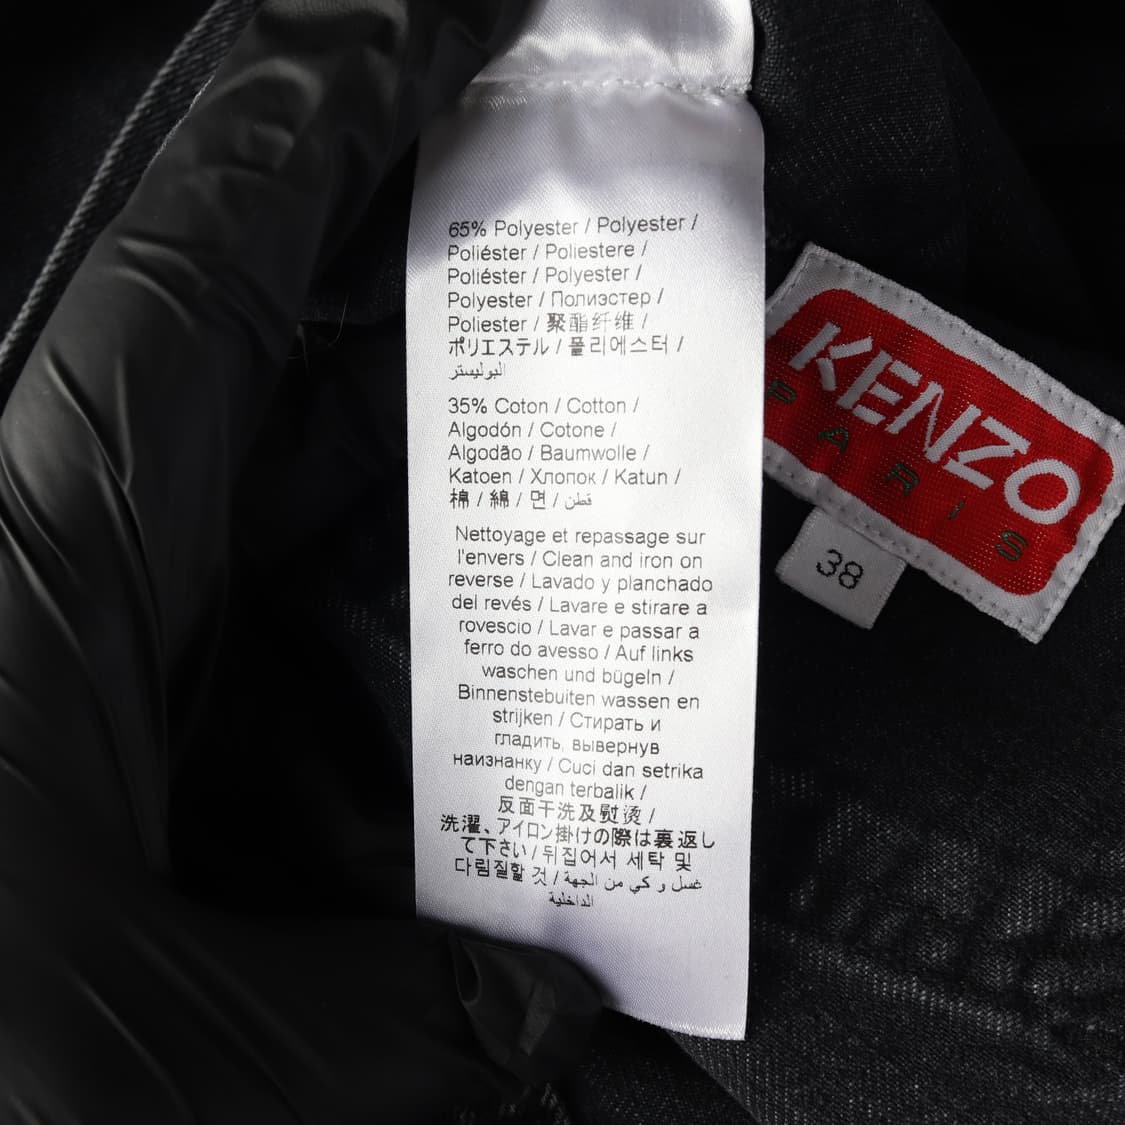 65% Polyester / Polyester /
Poliéster / Poliestere /
Poliéster / Polyester /
Polyester / Полиэстер /
Poliester / 聚酯纤维 /
ポリエステル / 폴리에스터 /
البوليستر
35% Coton / Cotton /
Algodón / Cotone /
Algodão / Baumwolle /
Katoen / Хлопок / Katun /
棉 / 綿 / 면 / قطن
Nettoyage et repassage sur
l'envers / Clean and iron on
reverse / Lavado y planchado
del revés / Lavare e stirare a
rovescio / Lavar e passar a
ferro do avesso / Auf links
waschen und bügeln /
Binnenstebuiten wassen en
strijken / Стирать и
гладить, вывернув
наизнанку / Cuci dan setrika
dengan terbalik /
反面干洗及熨烫 /
洗濯、アイロン掛けの際は裏返し
て下さい / 뒤집어서 세탁 및
다림질할 것 / غسل و كي من الجهة
الداخلية
KENZO
PARIS
38